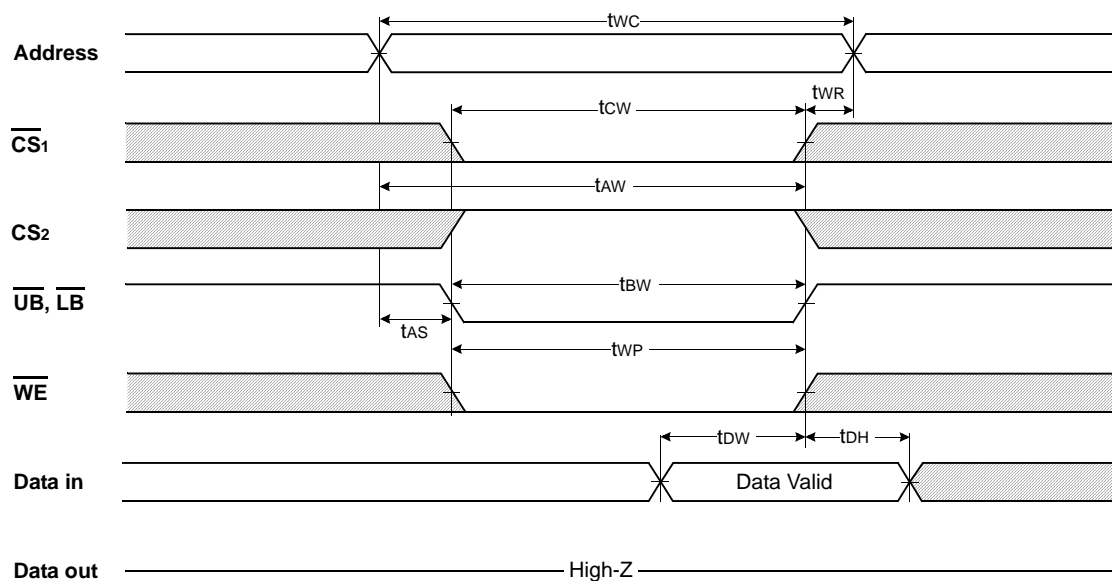 tWC
Address
tCW
tWR
CS1
tAW
CS2
tBW
UB, LB
tAS
tWP
WE
tDW
tDH
Data in
Data Valid
Data out
High-Z